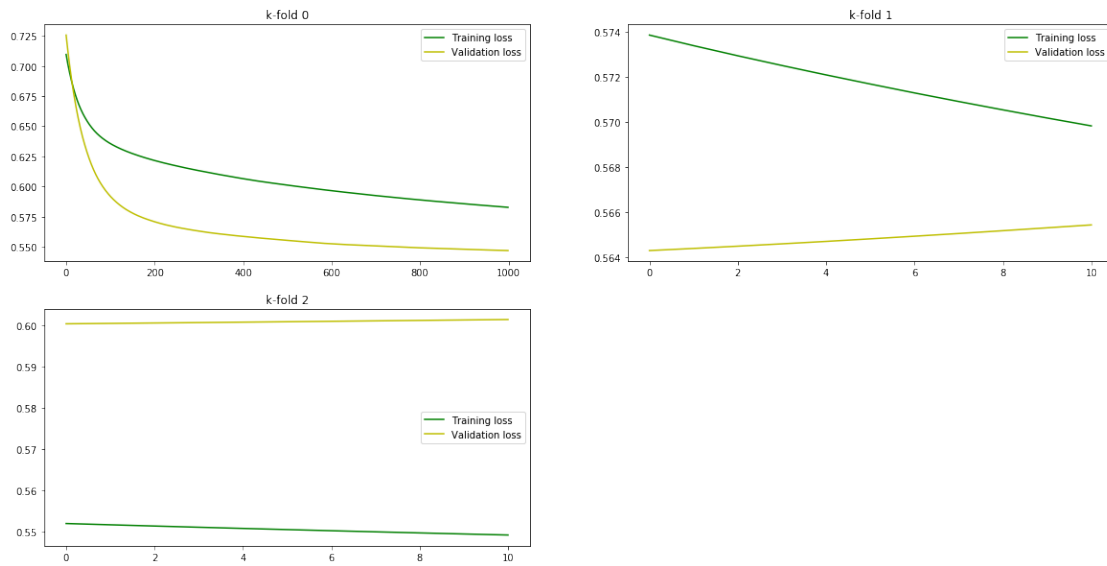 k-fold 0
0.725
0.700
0.675
0.650
0.625
0.600
0.575
0.550
0 200 400 600 800 1000
Training loss
Validation loss
k-fold 1
0.574
0.572
0.570
0.568
0.566
0.564
0 2 4 6 8 10
Training loss
Validation loss
k-fold 2
0.60
0.59
0.58
0.57
0.56
0.55
0 2 4 6 8 10
Training loss
Validation loss